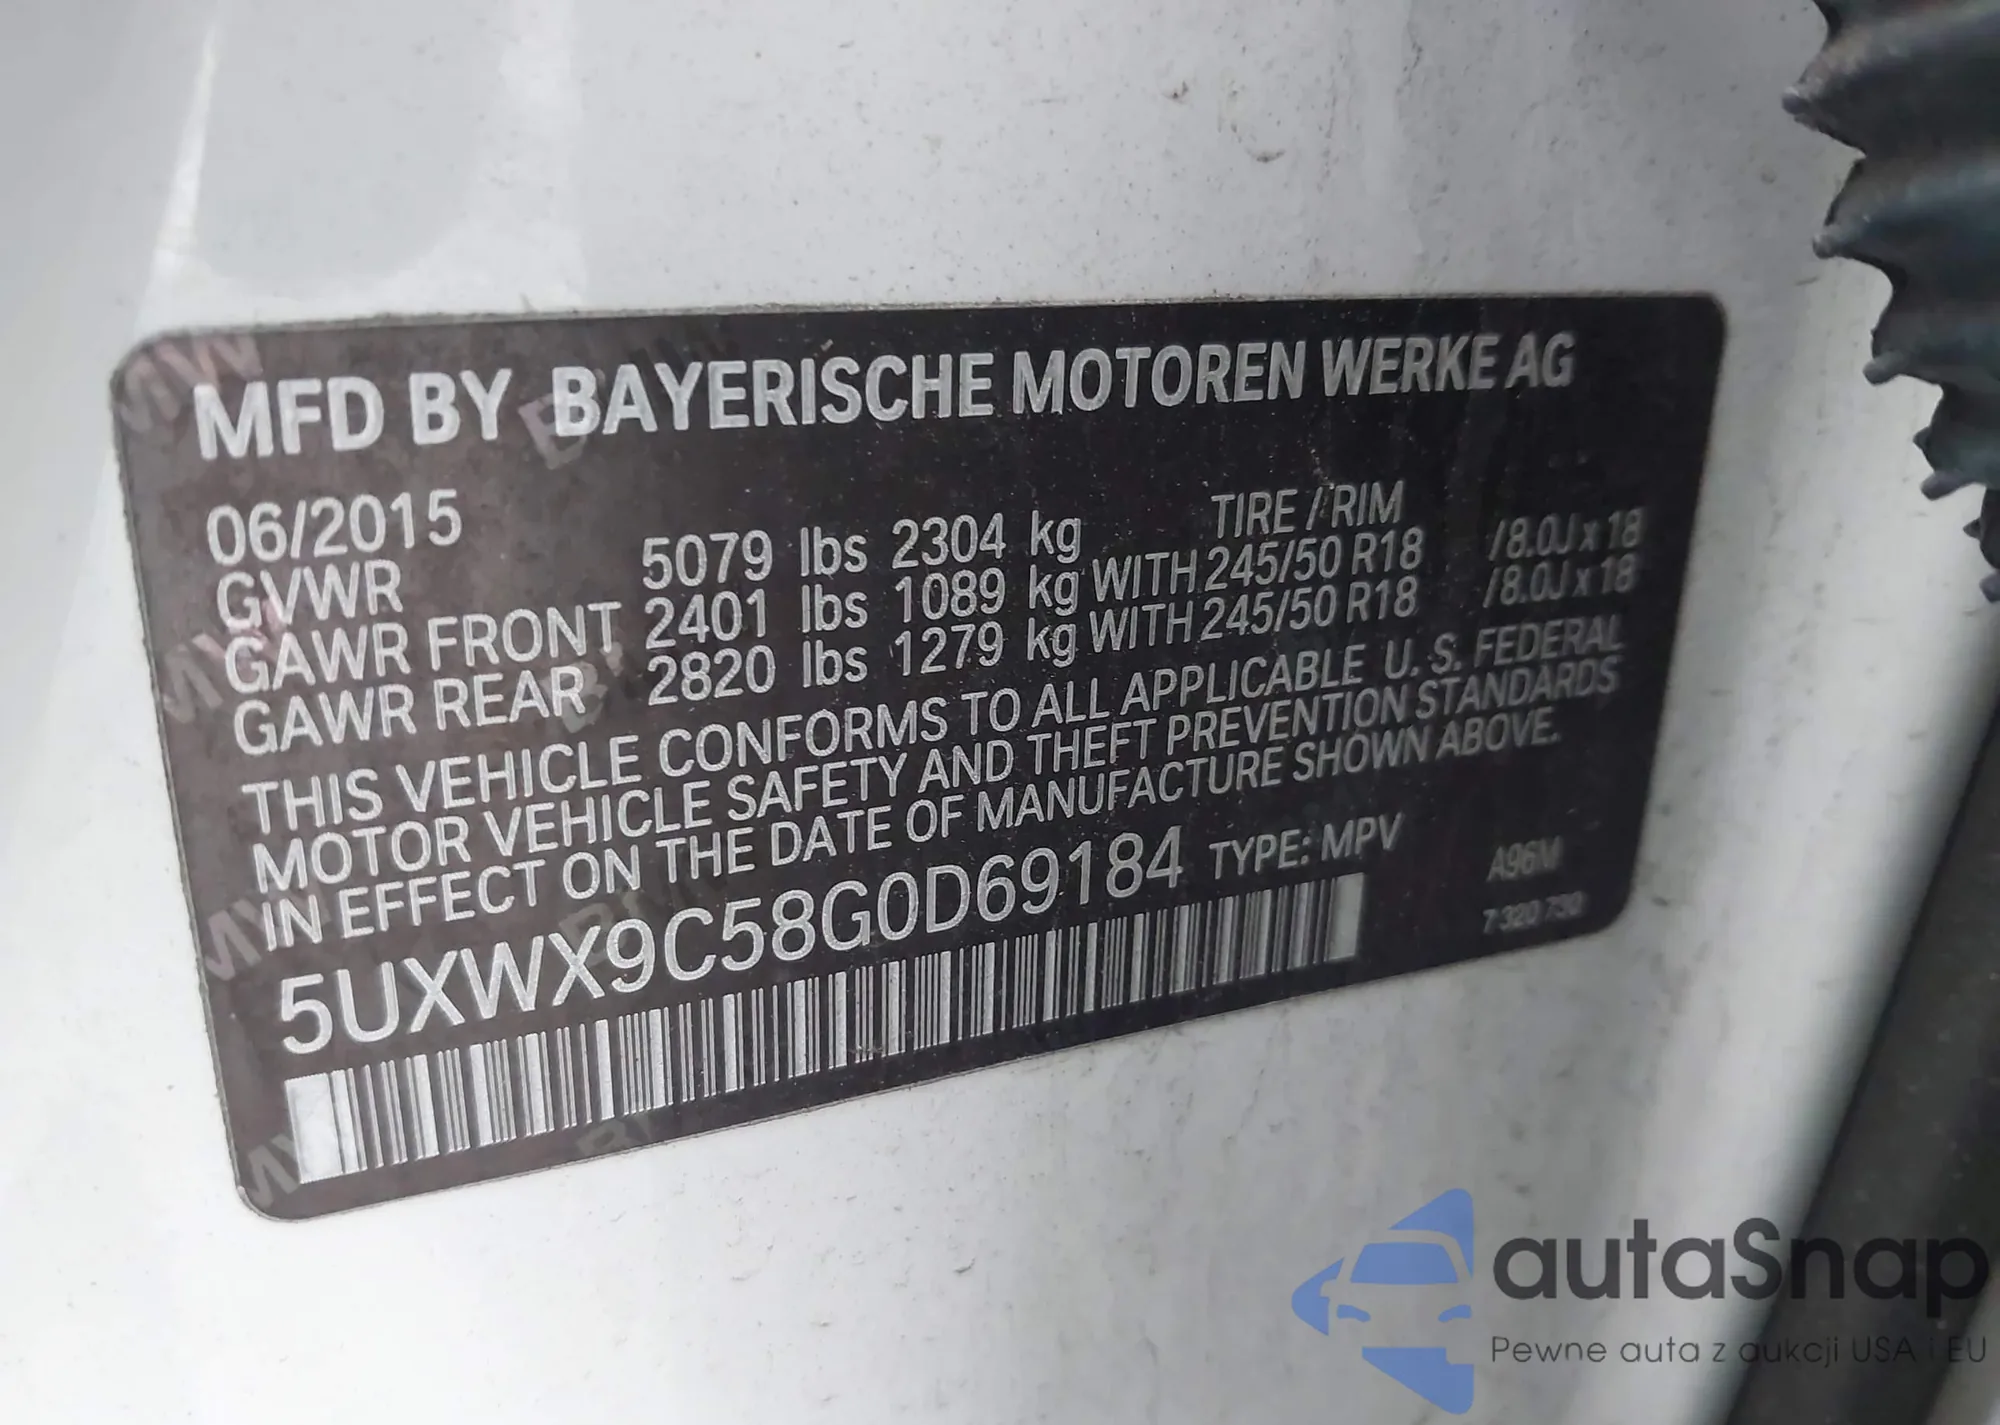 MFD BY BAYERISCHE MOTOREN WERKE AG
06/2015 TIRE / RIM
GVWR 5079 lbs 2304 kg
GAWR FRONT 2401 lbs 1089 kg WITH 245/50 R18 /8.0J x 18
GAWR REAR 2820 lbs 1279 kg WITH 245/50 R18 /8.0J x 18
THIS VEHICLE CONFORMS TO ALL APPLICABLE U. S. FEDERAL
MOTOR VEHICLE SAFETY AND THEFT PREVENTION STANDARDS
IN EFFECT ON THE DATE OF MANUFACTURE SHOWN ABOVE.
5UXWX9C58G0D69184 TYPE: MPV A96M
7 320 730
autaSnap
Pewne auta z aukcji USA i EU